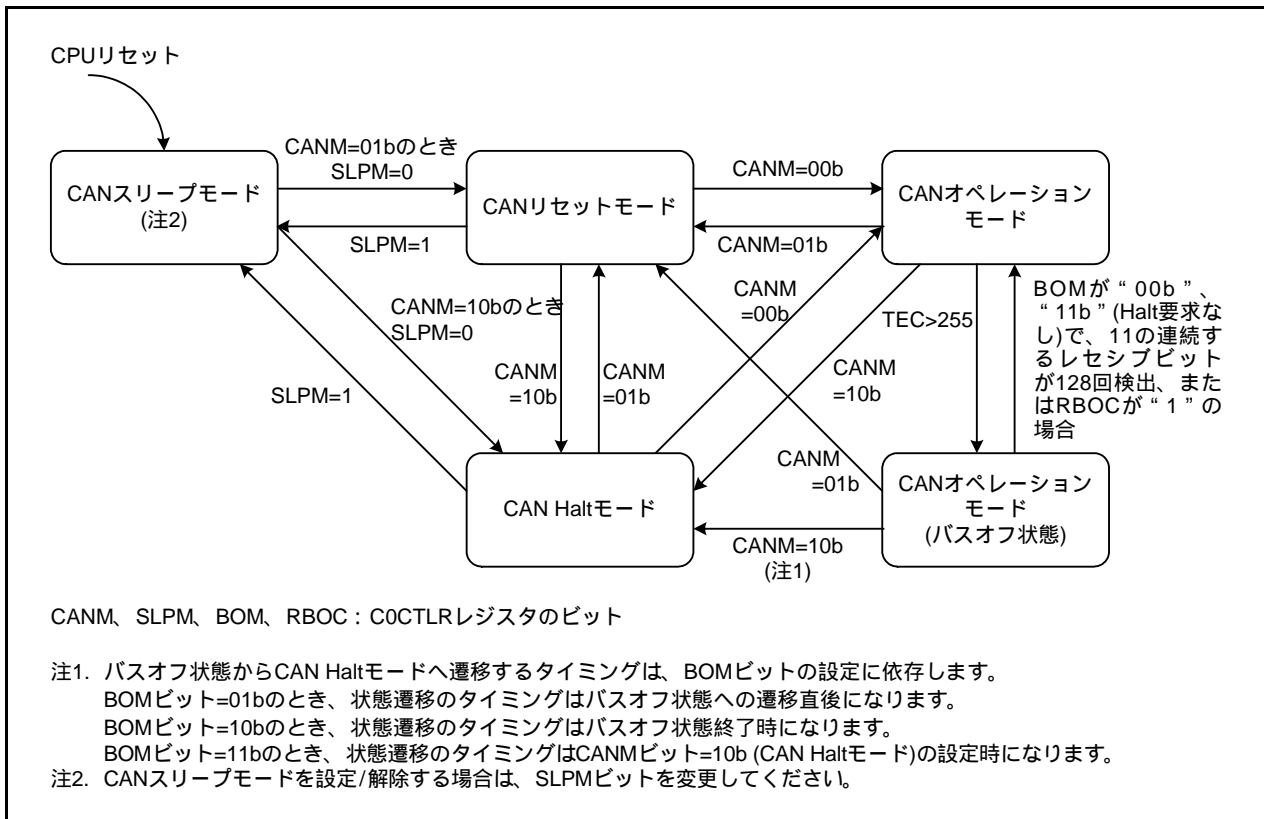 CPUリセット
CANM=01bのとき
SLPM=0
CANM=00b
CANスリープモード
(注2)
CANリセットモード
CANオペレーション
モード
SLPM=1
CANM=01b
CANM=10bのとき
SLPM=0
CANM
=00b
TEC>255
BOMが“00b”、
“11b”(Halt要求な
し)で、11の連続す
るレセシブビット
が128回検出、また
はRBOCが“1”の
場合
SLPM=1
CANM
=10b
CANM
=01b
CANM
=10b
CANM
=01b
CAN Haltモード
CANオペレーション
モード
(バスオフ状態)
CANM=10b
(注1)
CANM、SLPM、BOM、RBOC：C0CTLRレジスタのビット
注1. バスオフ状態からCAN Haltモードへ遷移するタイミングは、BOMビットの設定に依存します。
BOMビット=01bのとき、状態遷移のタイミングはバスオフ状態への遷移直後になります。
BOMビット=10bのとき、状態遷移のタイミングはバスオフ状態終了時になります。
BOMビット=11bのとき、状態遷移のタイミングはCANMビット=10b (CAN Haltモード)の設定時になります。
注2. CANスリープモードを設定/解除する場合は、SLPMビットを変更してください。